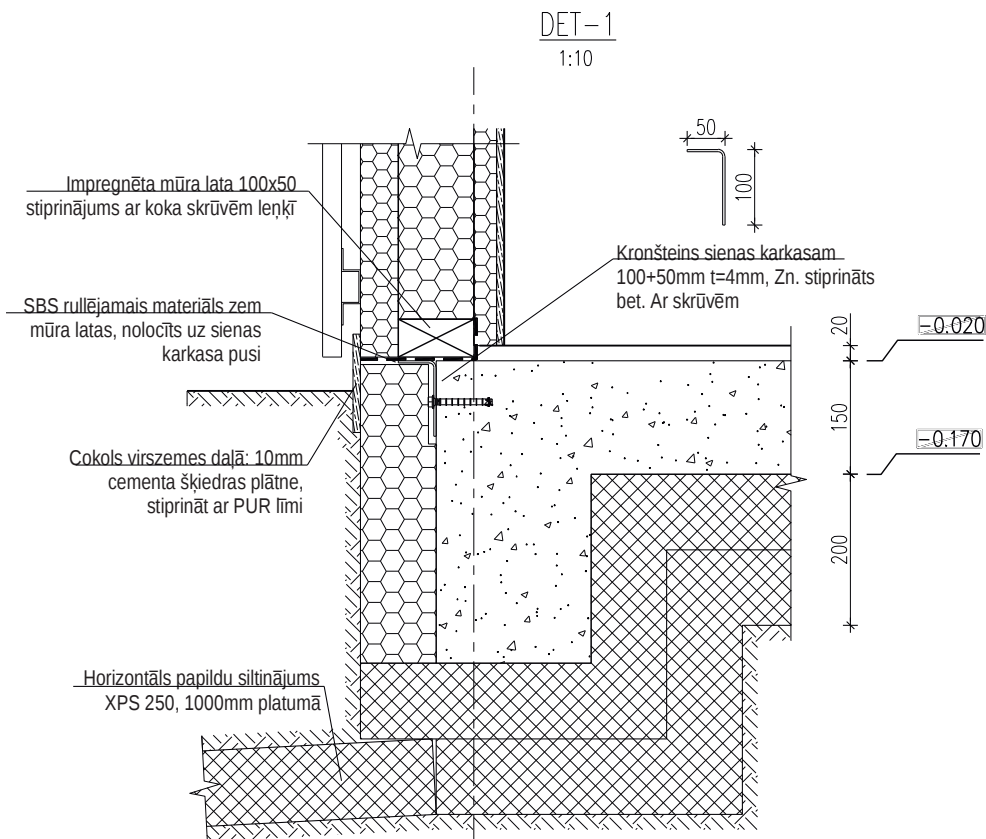 DET-1
1:10
50
100
Impregnēta mūra lata 100x50
stiprinājums ar koka skrūvēm leņķī
Kronšteins sienas karkasam
100+50mm t=4mm, Zn. stiprināts
bet. Ar skrūvēm
SBS rullējamais materiāls zem
mūra latas, nolocīts uz sienas
karkasa pusi
20
-0.020
150
-0.170
Cokols virszemes daļā: 10mm
cementa šķiedras plātne,
stiprināt ar PUR līmi
200
Horizontāls papildu siltinājums
XPS 250, 1000mm platumā